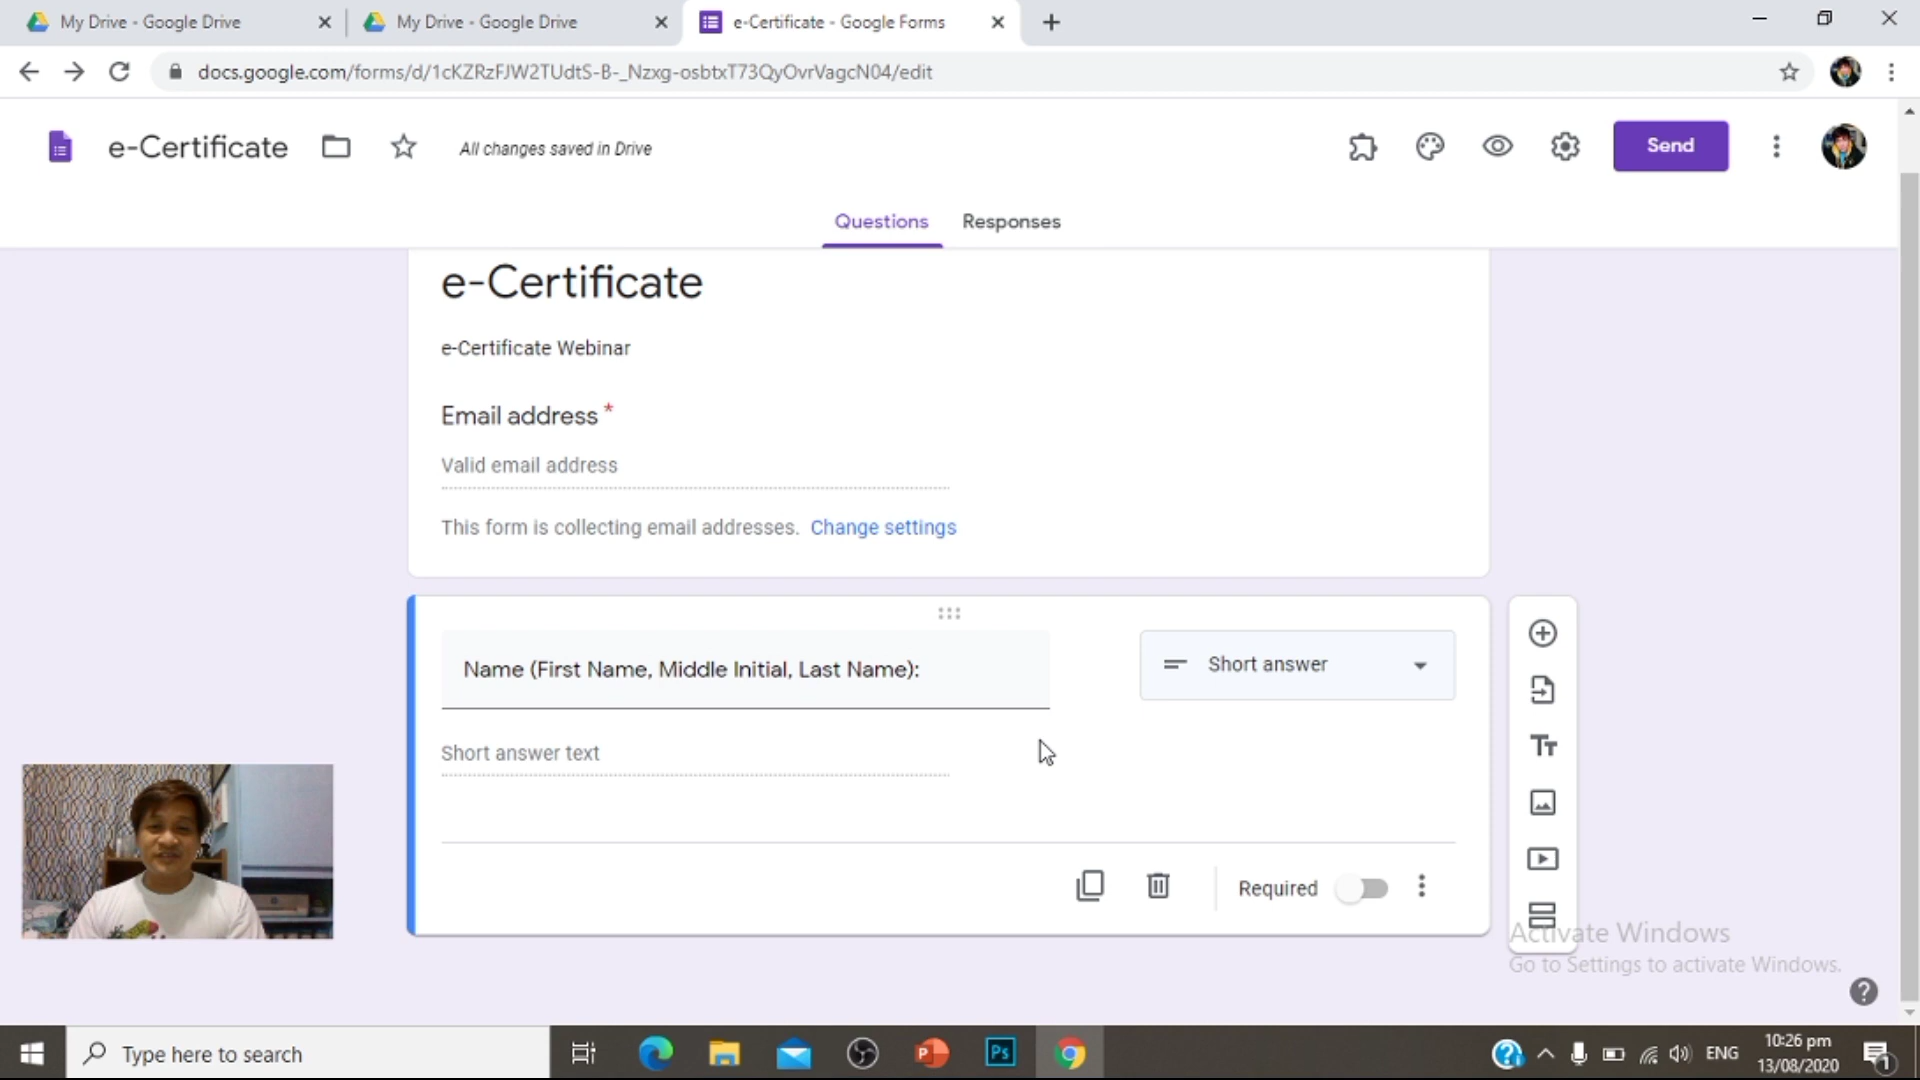 My Drive - Google Drive
My Drive - Google Drive
e-Certificate - Google Forms
docs.google.com/forms/d/1cKZRzFJW2TUdtS-B-_Nzxg-osbtxT73QyOvrVagcN04/edit
e-Certificate
All changes saved in Drive
Send
Questions
Responses
e-Certificate
e-Certificate Webinar
Email address *
Valid email address
This form is collecting email addresses. Change settings
Name (First Name, Middle Initial, Last Name):
Short answer
Short answer text
Required
Activate Windows
Go to Settings to activate Windows.
Type here to search
ENG
10:26 pm
13/08/2020
1